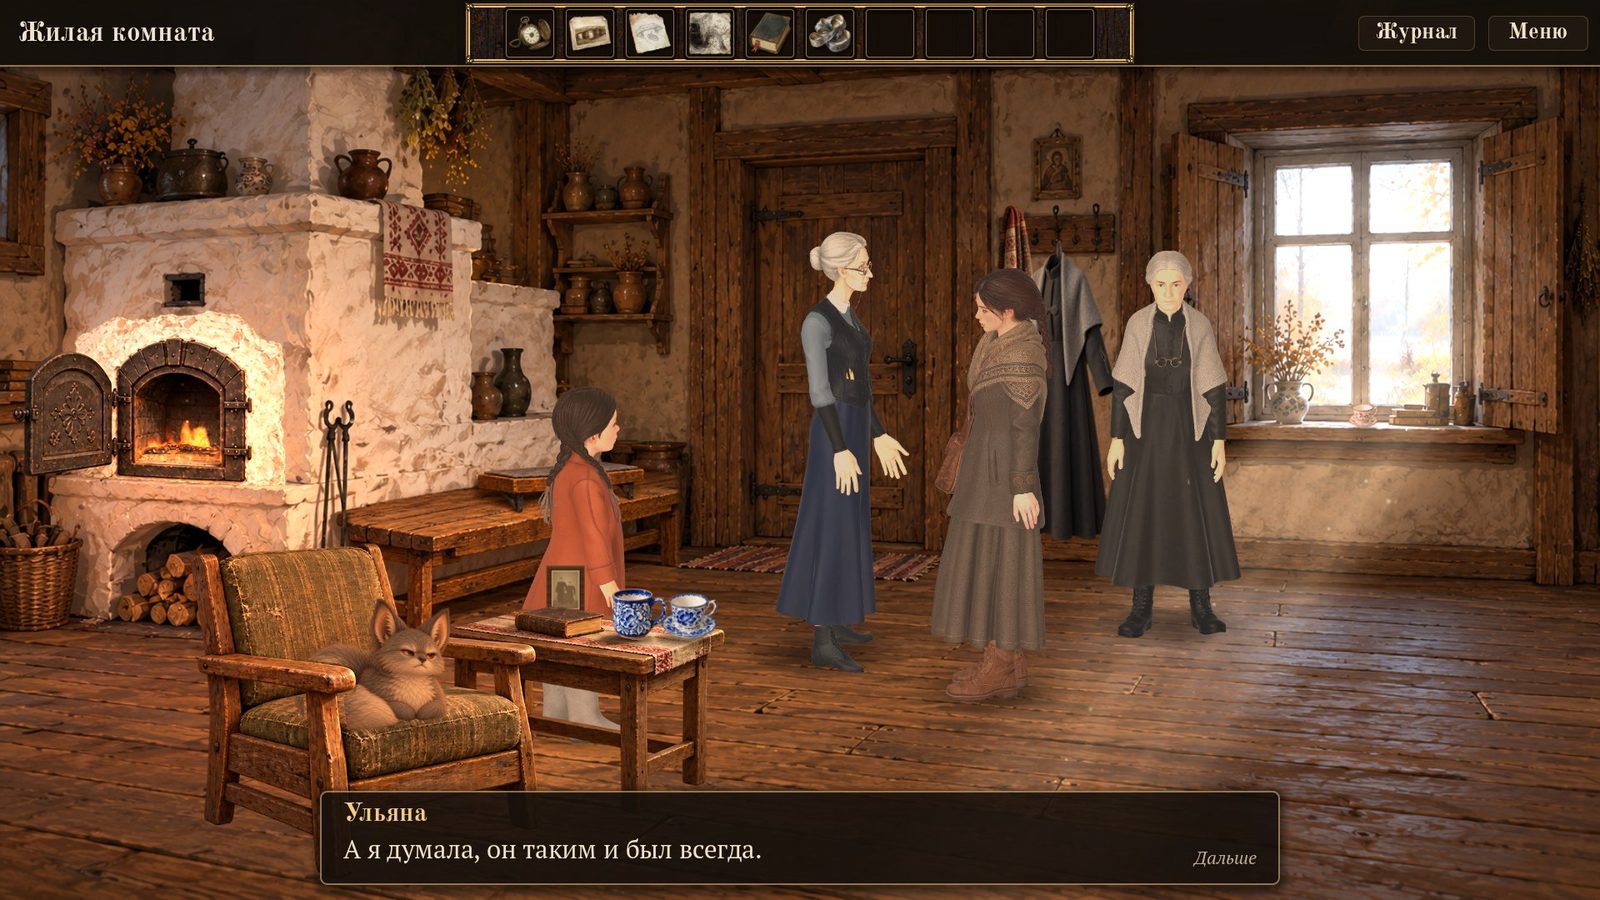 Жилая комната
Журнал
Меню
Ульяна
А я думала, он таким и был всегда.
Дальше